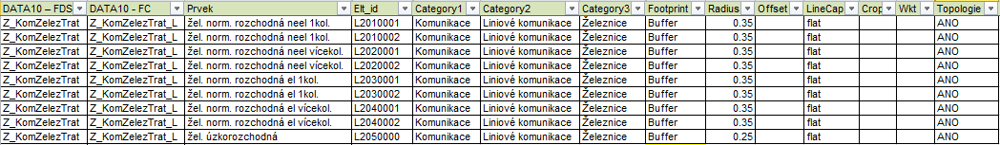 DATA10 – FDS DATA10 - FC Prvek Elt_id Category1 Category2 Category3 Footprint Radius Offset LineCap Crop Wkt Topologie
Z_KomZelezTrat Z_KomZelezTrat_L žel. norm. rozchodná neel 1kol. L2010001 Komunikace Liniové komunikace Železnice Buffer 0.35 flat ANO
Z_KomZelezTrat Z_KomZelezTrat_L žel. norm. rozchodná neel 1kol. L2010002 Komunikace Liniové komunikace Železnice Buffer 0.35 flat ANO
Z_KomZelezTrat Z_KomZelezTrat_L žel. norm. rozchodná neel vícekol. L2020001 Komunikace Liniové komunikace Železnice Buffer 0.35 flat ANO
Z_KomZelezTrat Z_KomZelezTrat_L žel. norm. rozchodná neel vícekol. L2020002 Komunikace Liniové komunikace Železnice Buffer 0.35 flat ANO
Z_KomZelezTrat Z_KomZelezTrat_L žel. norm. rozchodná el 1kol. L2030001 Komunikace Liniové komunikace Železnice Buffer 0.35 flat ANO
Z_KomZelezTrat Z_KomZelezTrat_L žel. norm. rozchodná el 1kol. L2030002 Komunikace Liniové komunikace Železnice Buffer 0.35 flat ANO
Z_KomZelezTrat Z_KomZelezTrat_L žel. norm. rozchodná el vícekol. L2040001 Komunikace Liniové komunikace Železnice Buffer 0.35 flat ANO
Z_KomZelezTrat Z_KomZelezTrat_L žel. norm. rozchodná el vícekol. L2040002 Komunikace Liniové komunikace Železnice Buffer 0.35 flat ANO
Z_KomZelezTrat Z_KomZelezTrat_L žel. úzkorozchodná L2050000 Komunikace Liniové komunikace Železnice Buffer 0.25 flat ANO